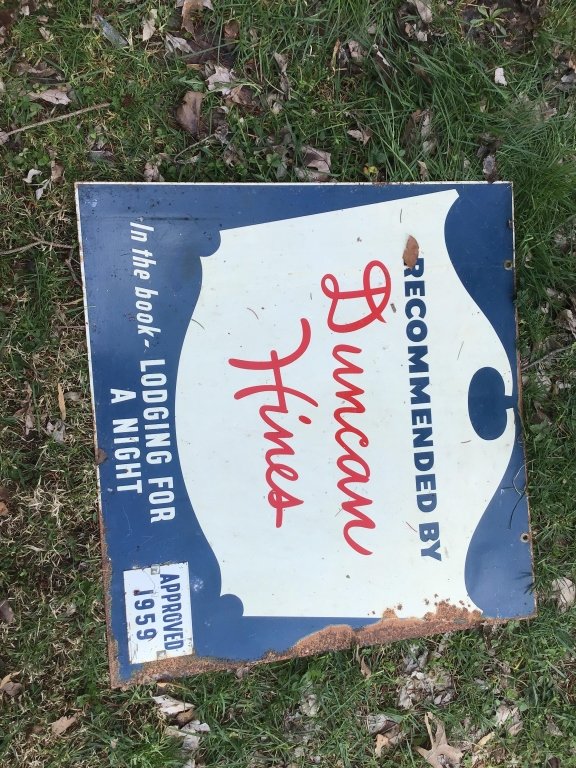 RECOMMENDED BY
Duncan
Hines
In the book- LODGING FOR
A NIGHT
APPROVED
1959